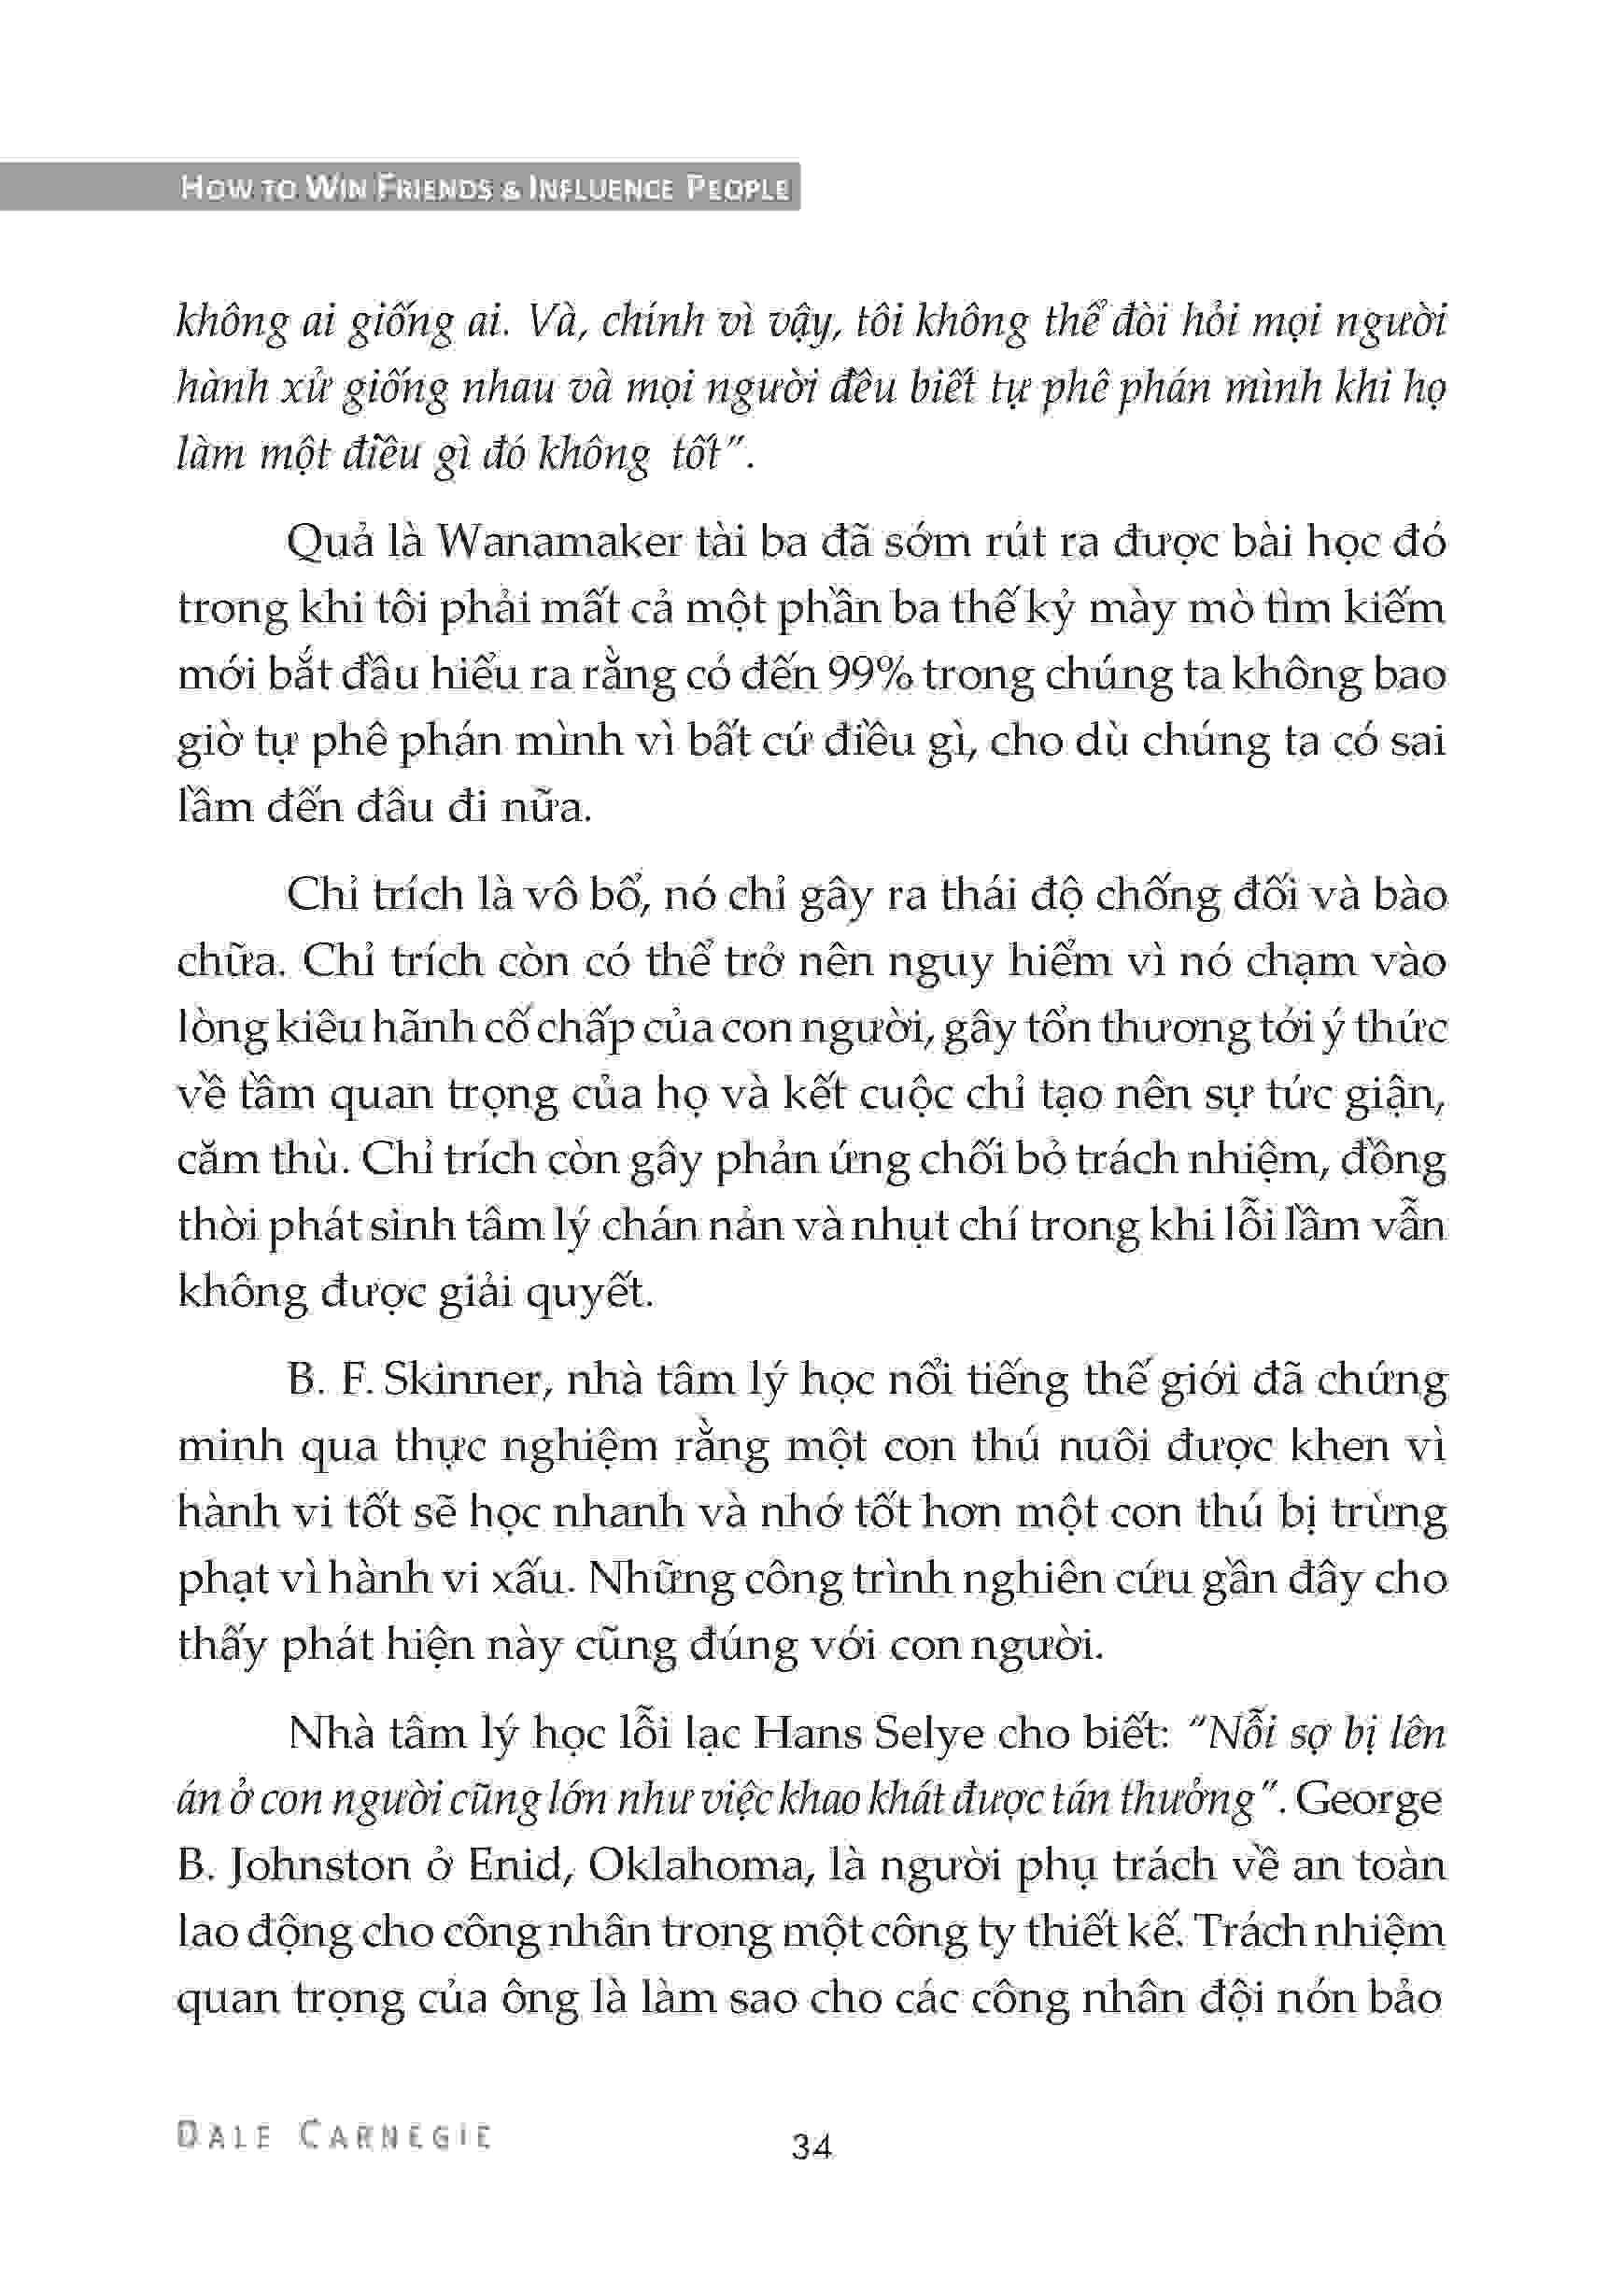 HOW TO WIN FRIENDS & INFLUENCE PEOPLE
không ai giống ai. Và, chính vì vậy, tôi không thể đòi hỏi mọi người
hành xử giống nhau và mọi người đều biết tự phê phán mình khi họ
làm một điều gì đó không tốt”.
Quả là Wanamaker tài ba đã sớm rút ra được bài học đó
trong khi tôi phải mất cả một phần ba thế kỷ mày mò tìm kiếm
mới bắt đầu hiểu ra rằng có đến 99% trong chúng ta không bao
giờ tự phê phán mình vì bất cứ điều gì, cho dù chúng ta có sai
lầm đến đâu đi nữa.
Chỉ trích là vô bổ, nó chỉ gây ra thái độ chống đối và bào
chữa. Chỉ trích còn có thể trở nên nguy hiểm vì nó chạm vào
lòng kiêu hãnh cố chấp của con người, gây tổn thương tới ý thức
về tầm quan trọng của họ và kết cuộc chỉ tạo nên sự tức giận,
căm thù. Chỉ trích còn gây phản ứng chối bỏ trách nhiệm, đồng
thời phát sinh tâm lý chán nản và nhụt chí trong khi lỗi lầm vẫn
không được giải quyết.
B. F. Skinner, nhà tâm lý học nổi tiếng thế giới đã chứng
minh qua thực nghiệm rằng một con thú nuôi được khen vì
hành vi tốt sẽ học nhanh và nhớ tốt hơn một con thú bị trừng
phạt vì hành vi xấu. Những công trình nghiên cứu gần đây cho
thấy phát hiện này cũng đúng với con người.
Nhà tâm lý học lỗi lạc Hans Selye cho biết: “Nỗi sợ bị lên
án ở con người cũng lớn như việc khao khát được tán thưởng”. George
B. Johnston ở Enid, Oklahoma, là người phụ trách về an toàn
lao động cho công nhân trong một công ty thiết kế. Trách nhiệm
quan trọng của ông là làm sao cho các công nhân đội nón bảo
DALE CARNEGIE
34